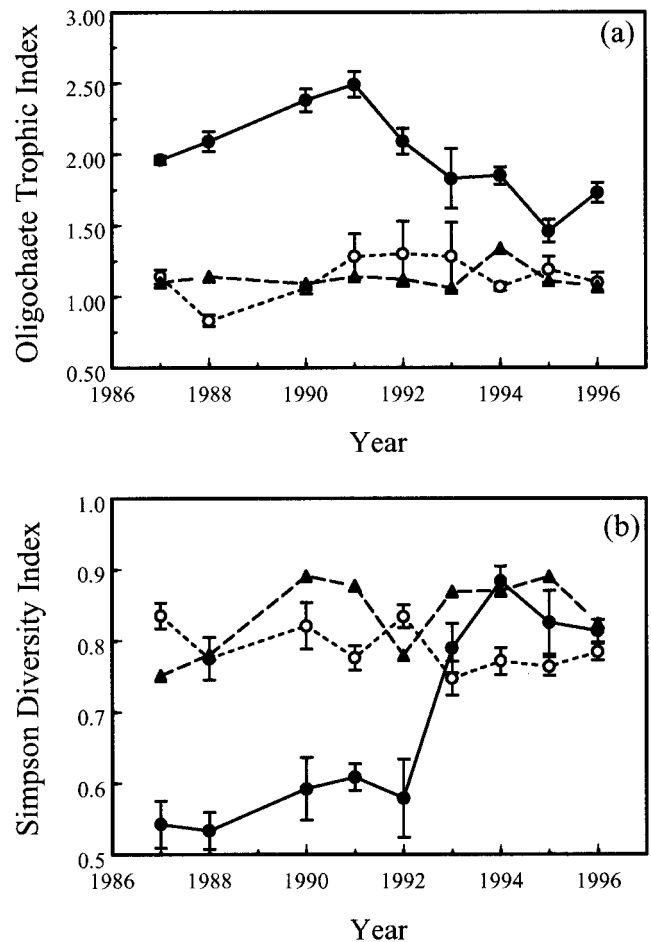 (a)
Oligochaete Trophic Index
3.00
2.50
2.00
1.50
1.00
0.50
1986 1988 1990 1992 1994 1996
Year
(b)
Simpson Diversity Index
1.0
0.9
0.8
0.7
0.6
0.5
1986 1988 1990 1992 1994 1996
Year